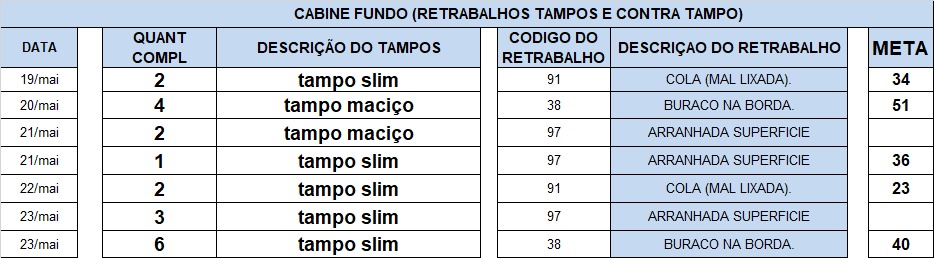 CABINE FUNDO (RETRABALHOS TAMPOS E CONTRA TAMPO)
DATA QUANT COMPL DESCRIÇÃO DO TAMPOS CODIGO DO RETRABALHO DESCRIÇAO DO RETRABALHO META
19/mai 2 tampo slim 91 COLA (MAL LIXADA). 34
20/mai 4 tampo maciço 38 BURACO NA BORDA. 51
21/mai 2 tampo maciço 97 ARRANHADA SUPERFICIE
21/mai 1 tampo slim 97 ARRANHADA SUPERFICIE 36
22/mai 2 tampo slim 91 COLA (MAL LIXADA). 23
23/mai 3 tampo slim 97 ARRANHADA SUPERFICIE
23/mai 6 tampo slim 38 BURACO NA BORDA. 40